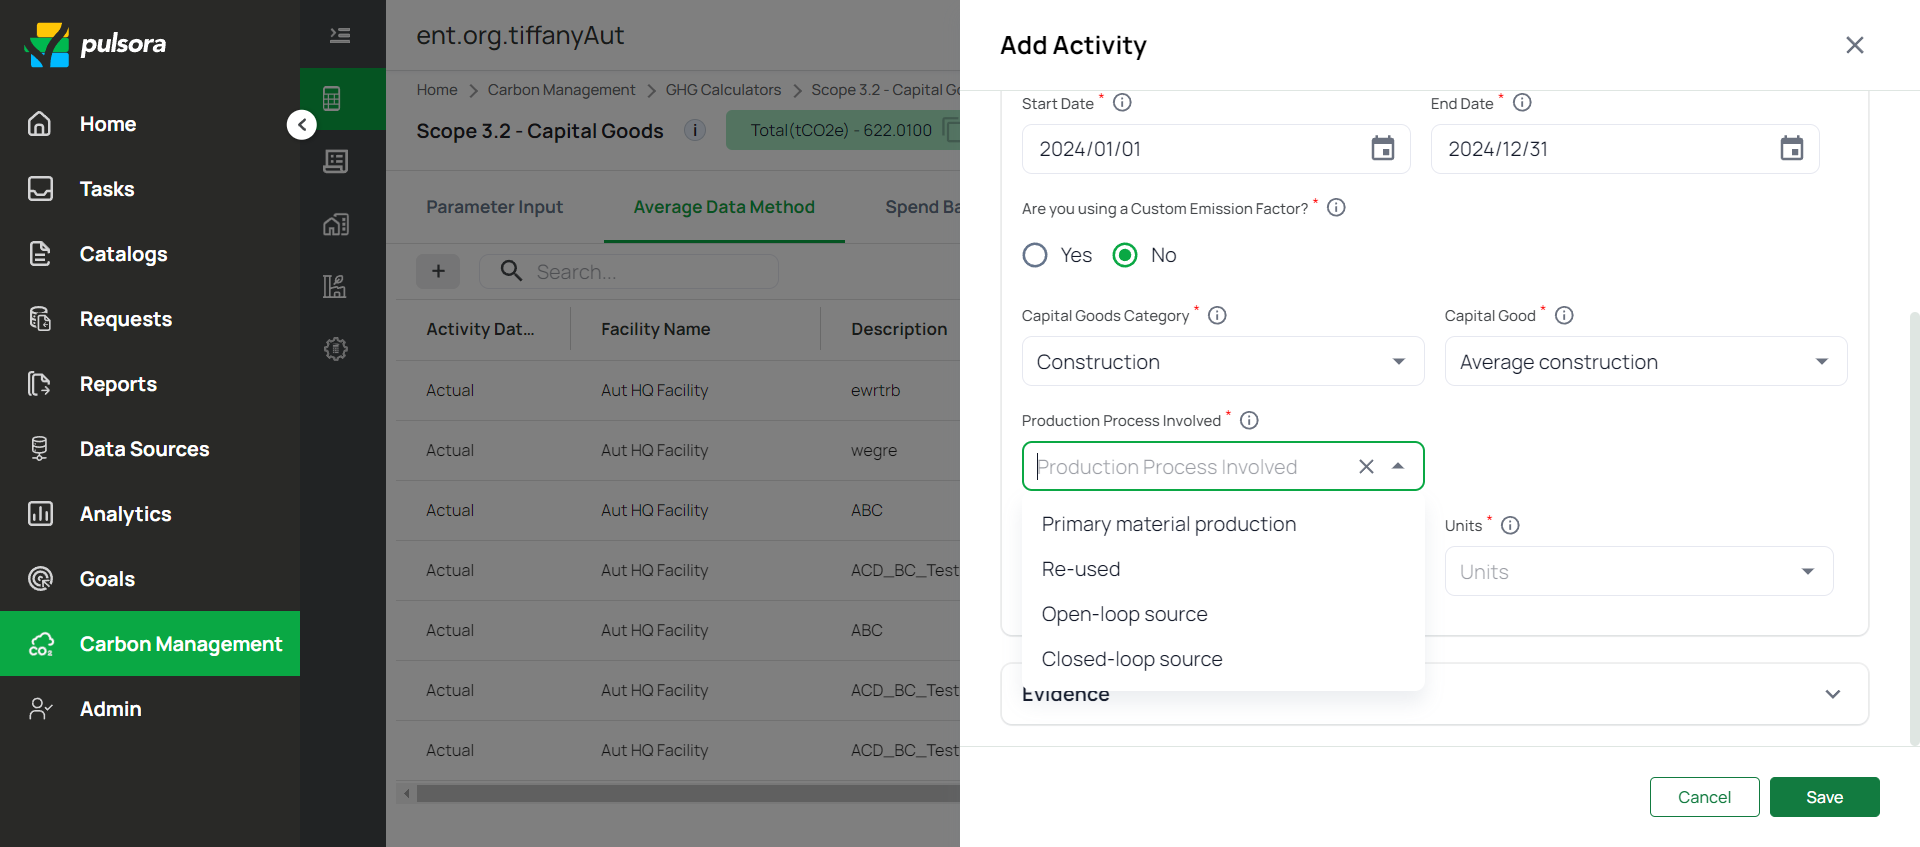 pulsora
Home
Tasks
Catalogs
Requests
Reports
Data Sources
Analytics
Goals
CO₂
Carbon Management
Admin
ent.org.tiffanyAut
Home > Carbon Management > GHG Calculators > Scope 3.2 - Capital Go
Scope 3.2 - Capital Goods
Total(tCO2e) - 622.0100
Parameter Input
Average Data Method
Spend Ba
+
Search...
Activity Dat... Facility Name Description
Actual Aut HQ Facility ewrtrb
Actual Aut HQ Facility wegre
Actual Aut HQ Facility ABC
Actual Aut HQ Facility ACD_BC_Test
Actual Aut HQ Facility ABC
Actual Aut HQ Facility ACD_BC_Test
Actual Aut HQ Facility ACD_BC_Test
Add Activity
Start Date *
End Date *
2024/01/01
2024/12/31
Are you using a Custom Emission Factor? *
Yes
No
Capital Goods Category *
Capital Good *
Construction
Average construction
Production Process Involved *
Production Process Involved
Primary material production
Re-used
Open-loop source
Closed-loop source
Units *
Units
Evidence
Cancel
Save